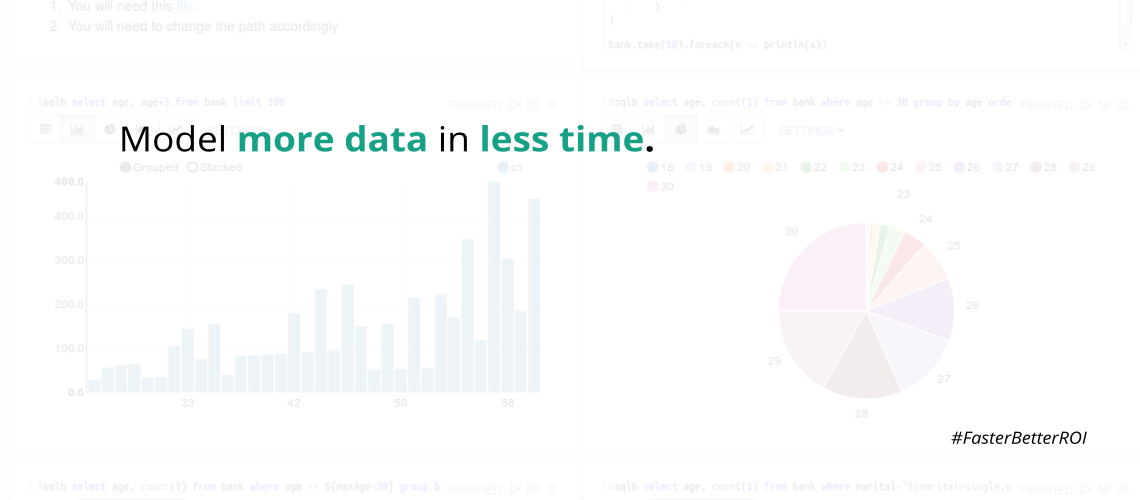 1. You will need this file.
2. You will need to change the path accordingly
)
)
bank.take(10).foreach(x => println(x))
%sqlb select age, age+3 from bank limit 100
FINISHED
Model more data in less time.
Grouped Stacked c1
480.0
400.0
300.0
200.0
100.0
0.0
33 42 50 58
%sqlb select age, count(1) from bank where age <= 30 group by age orde
FINISHED
SETTINGS
18 19 20 21 22 23 24 25 26 27 28 29
30
23
24
25
26
27
28
29
30
#FasterBetterROI
%sqlb select age, count(1) from bank where age <= ${maxAge=30} group b
FINISHED
%sqlb select age, count(1) from bank where marital="${marital=single,s
FINISHED